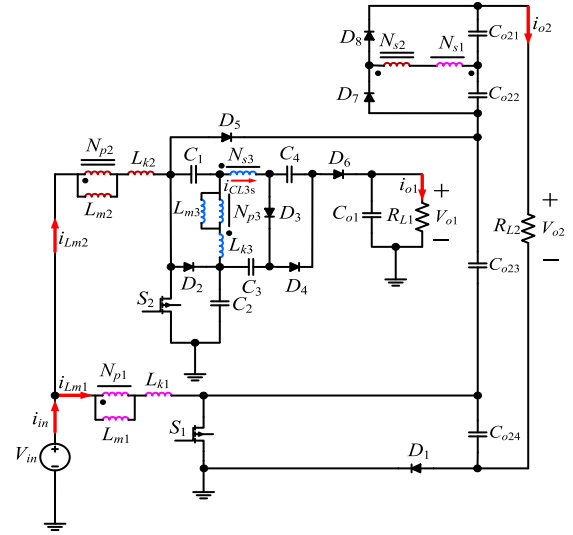 D8 Ns2 Ns1 Co21 io2
D7 Co22
D5
Np2 Lk2 C1 Ns3 C4 D6
Lm2 iCL3s io1 +
Lm3 Np3 D3 Co1 RL1 Vo1 RL2 + Vo2
iLm2 Lk3 − −
S2 D2 C3 D4 Co23
C2
iLm1 Np1 Lk1
iin Lm1 S1 Co24
Vin + − D1